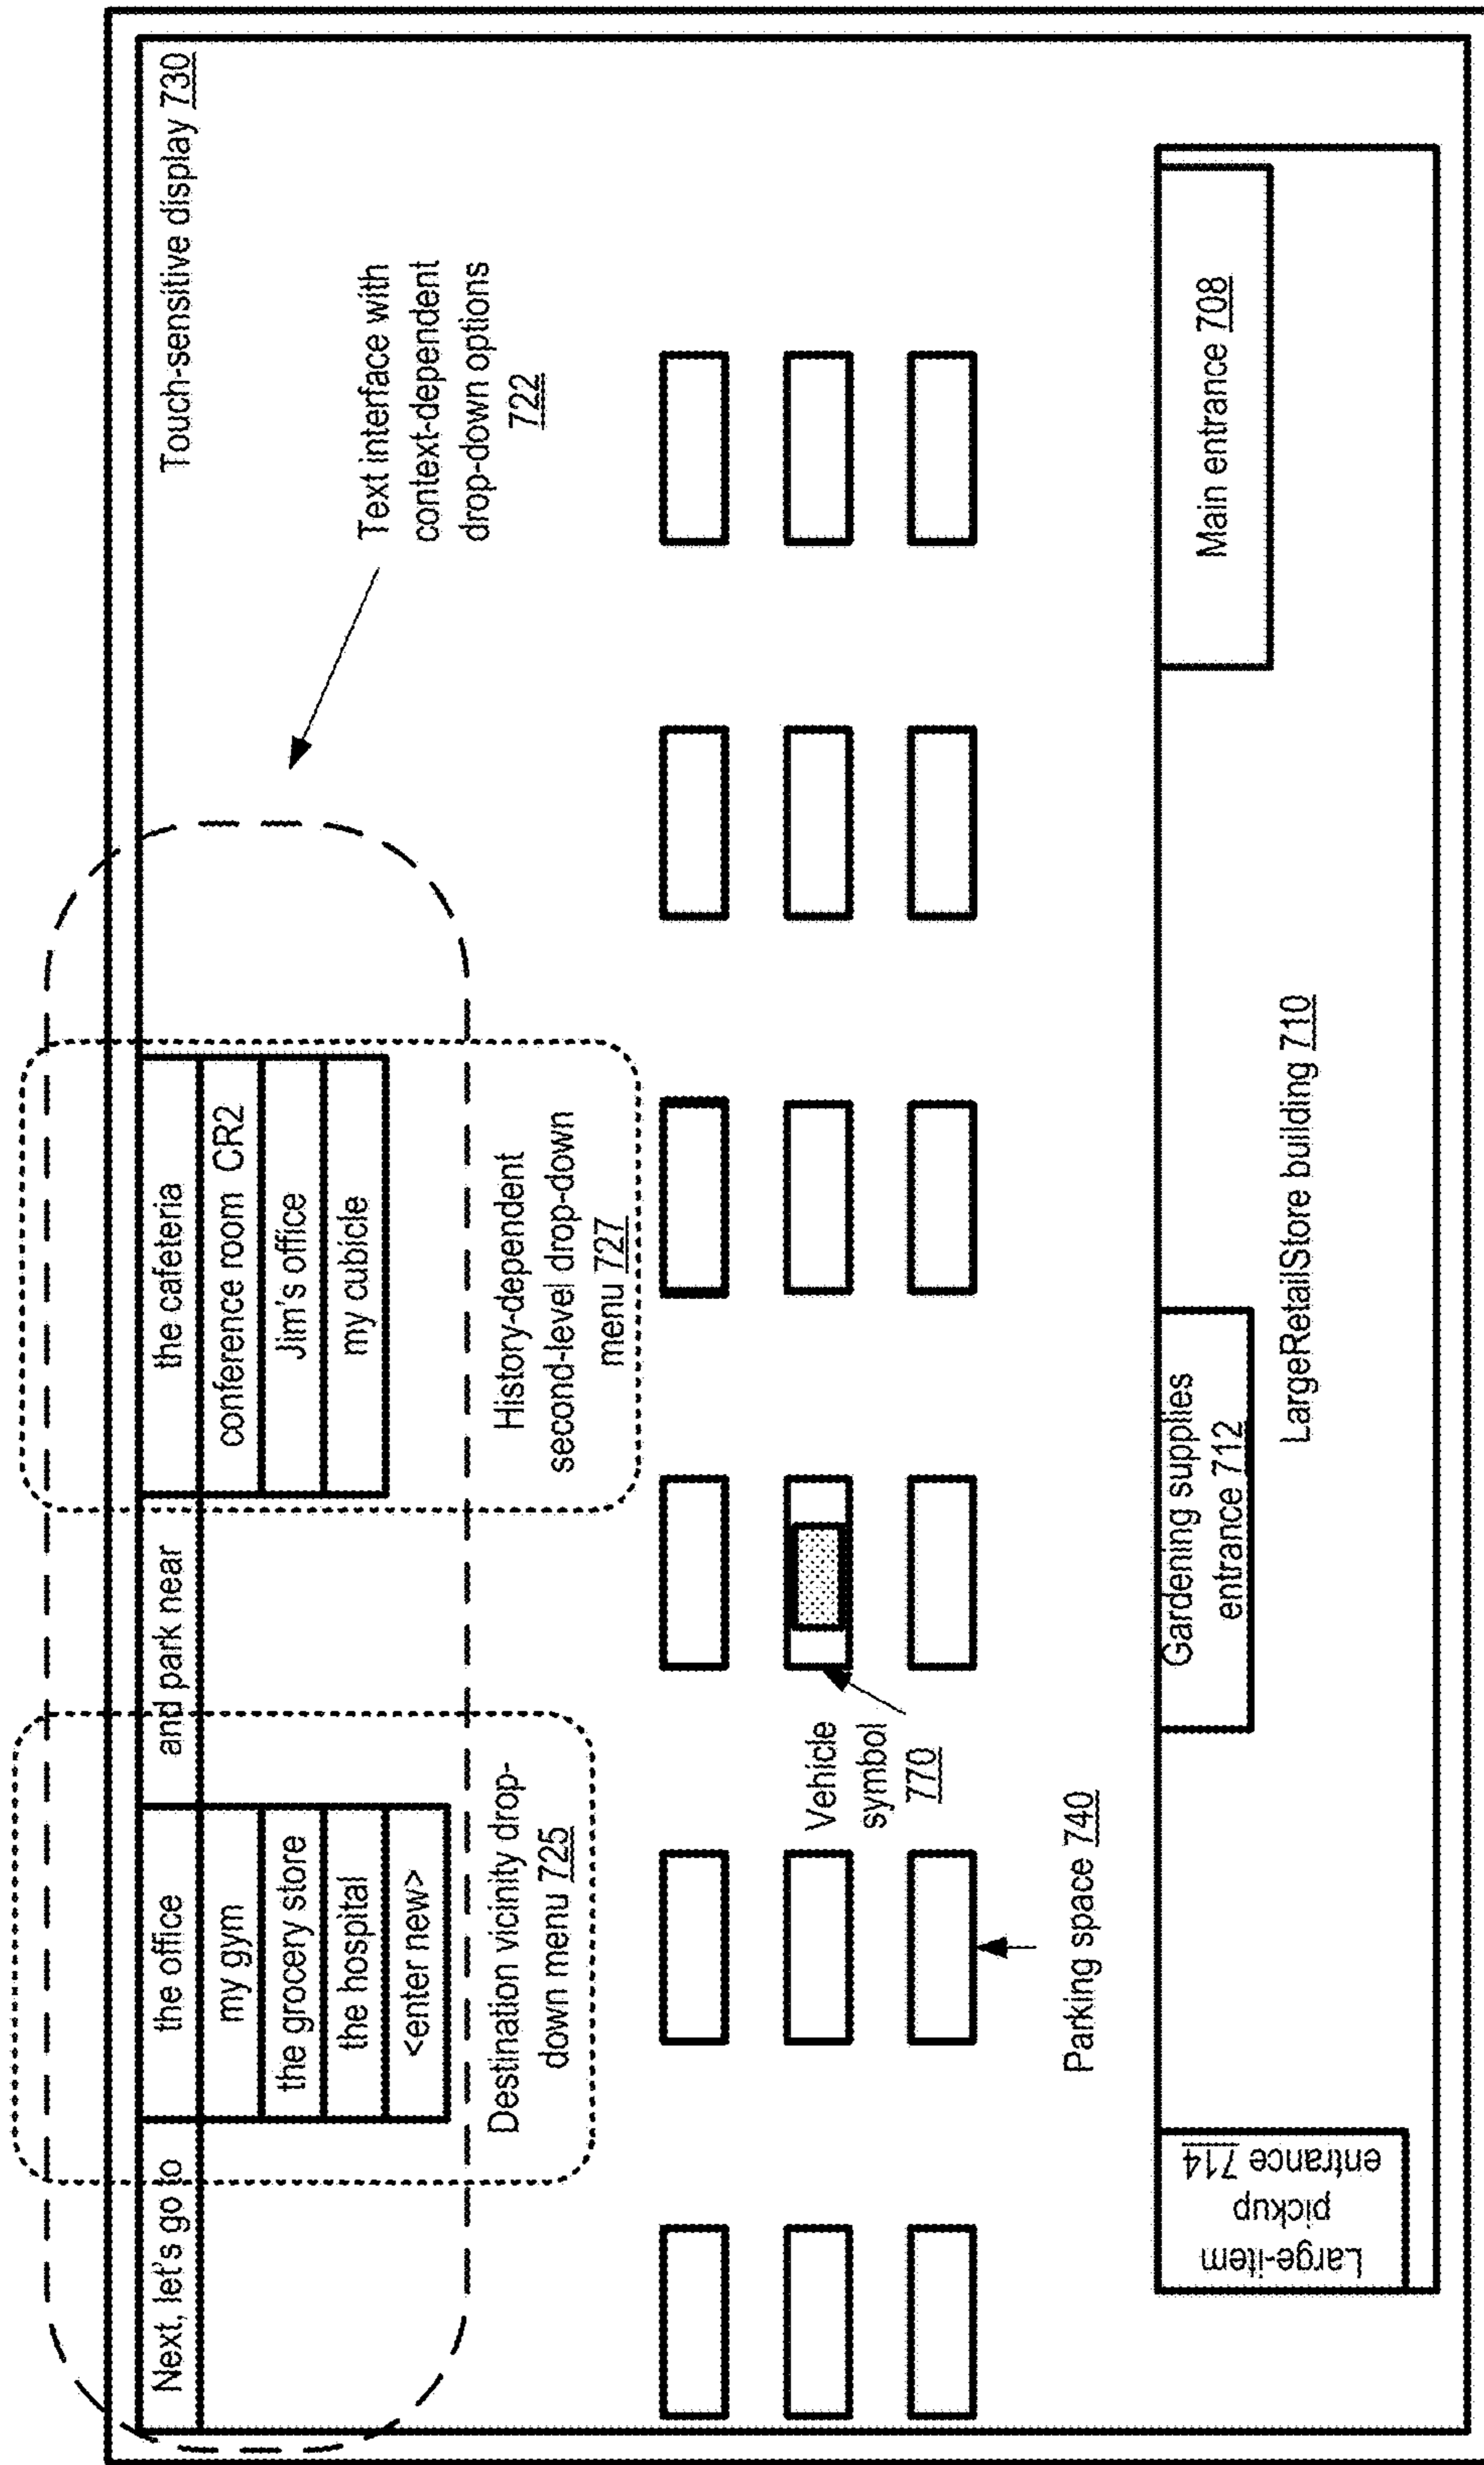 Touch-sensitive display 730
Next, let's go to
the office
my gym
the grocery store
the hospital
<enter new>
and park near
the cafeteria
conference room CR2
Jim's office
my cubicle
Text interface with
context-dependent
drop-down options
722
Destination vicinity drop-
down menu 725
History-dependent
second-level drop-down
menu 727
Vehicle
symbol
770
Parking space 740
Large-item
pickup
entrance 714
Gardening supplies
entrance 712
Main entrance 708
LargeRetailStore building 710